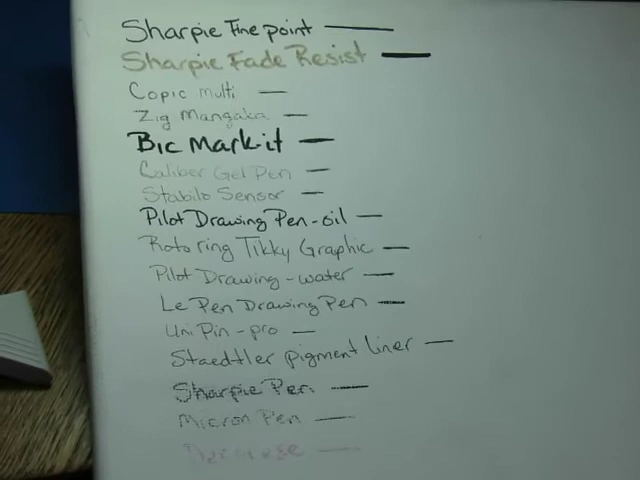 Sharpie Fine point
Sharpie Fade Resist
Copic multi
Zig Mangaka
Bic Mark-it
Caliber Gel Pen
Stabilo Sensor
Pilot Drawing Pen-oil
Rotoring Tikky Graphic
Pilot Drawing-water
Le Pen Drawing Pen
Uni Pin-pro
Staedtler pigment liner
Sharpie Pen
Micron Pen